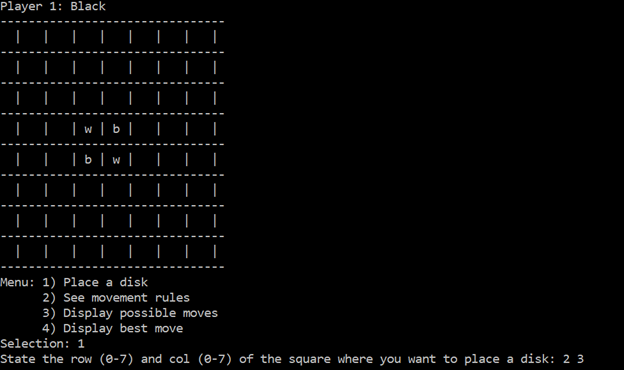 Player 1: Black
--------------------------------
  |   |   |   |   |   |   |   |
--------------------------------
  |   |   |   |   |   |   |   |
--------------------------------
  |   |   |   |   |   |   |   |
--------------------------------
  |   |   | w | b |   |   |   |
--------------------------------
  |   |   | b | w |   |   |   |
--------------------------------
  |   |   |   |   |   |   |   |
--------------------------------
  |   |   |   |   |   |   |   |
--------------------------------
  |   |   |   |   |   |   |   |
--------------------------------
Menu: 1) Place a disk
      2) See movement rules
      3) Display possible moves
      4) Display best move
Selection: 1
State the row (0-7) and col (0-7) of the square where you want to place a disk: 2 3